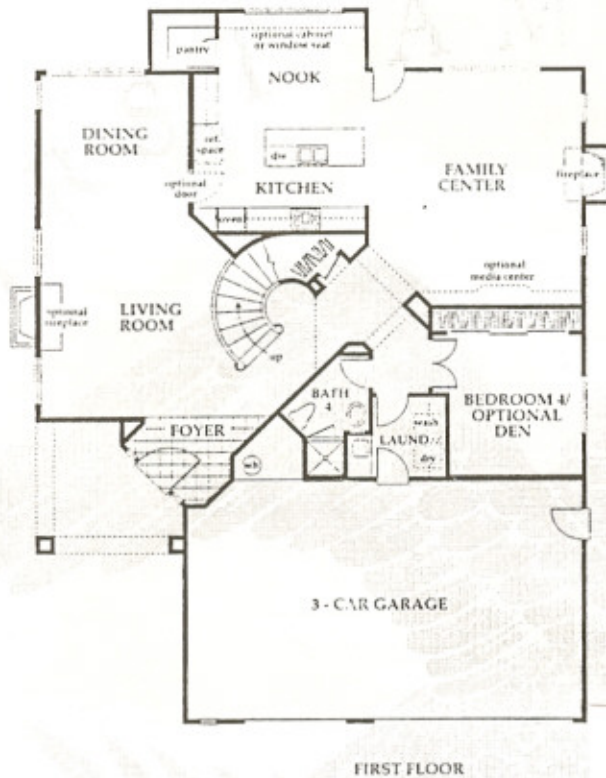 optional cabinet
or window seat
pantry
NOOK
DINING
ROOM
ref.
space
dw
KITCHEN
FAMILY
CENTER
fireplace
optional
door
oven
optional
media center
optional
fireplace
LIVING
ROOM
up
BATH
4
BEDROOM 4/
OPTIONAL
DEN
FOYER
wash
LAUND
dry
wh
3 - CAR GARAGE
FIRST FLOOR